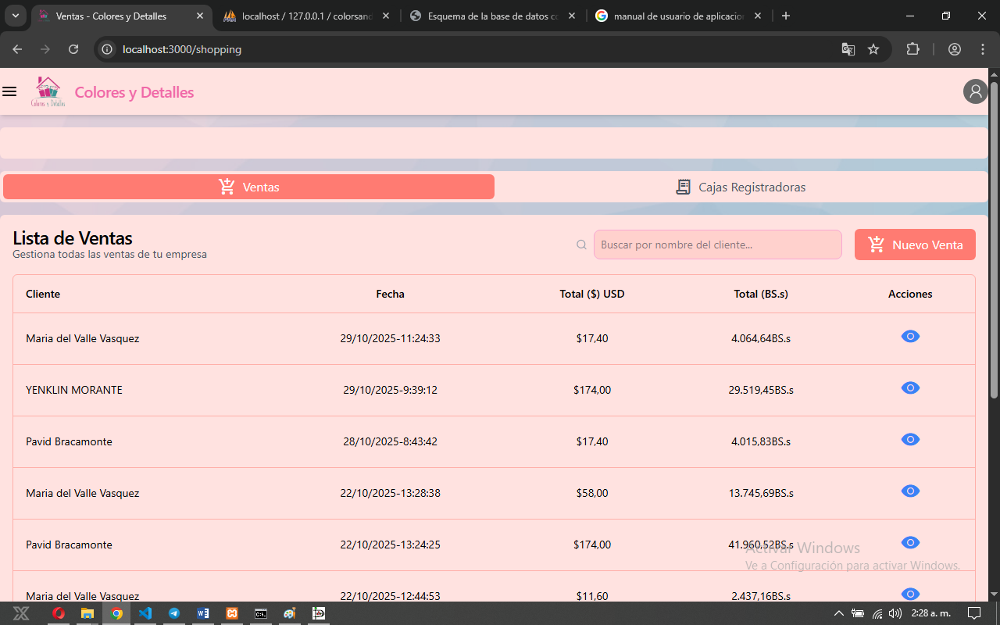 Ventas - Colores y Detalles
localhost / 127.0.0.1 / colorsand
Esquema de la base de datos co
manual de usuario de aplicacion
localhost:3000/shopping
Colores y Detalles
Colores y Detalles
Ventas
Cajas Registradoras
Lista de Ventas
Gestiona todas las ventas de tu empresa
Buscar por nombre del cliente...
Nuevo Venta
Cliente Fecha Total ($) USD Total (BS.s) Acciones
Maria del Valle Vasquez 29/10/2025-11:24:33 $17,40 4.064,64BS.s
YENKLIN MORANTE 29/10/2025-9:39:12 $174,00 29.519,45BS.s
Pavid Bracamonte 28/10/2025-8:43:42 $17,40 4.015,83BS.s
Maria del Valle Vasquez 22/10/2025-13:28:38 $58,00 13.745,69BS.s
Pavid Bracamonte 22/10/2025-13:24:25 $174,00 41.960,52BS.s
Activar Windows
Ve a Configuración para activar Windows.
Maria del Valle Vasquez 22/10/2025-12:44:53 $11,60 2.437,16BS.s
2:28 a. m.